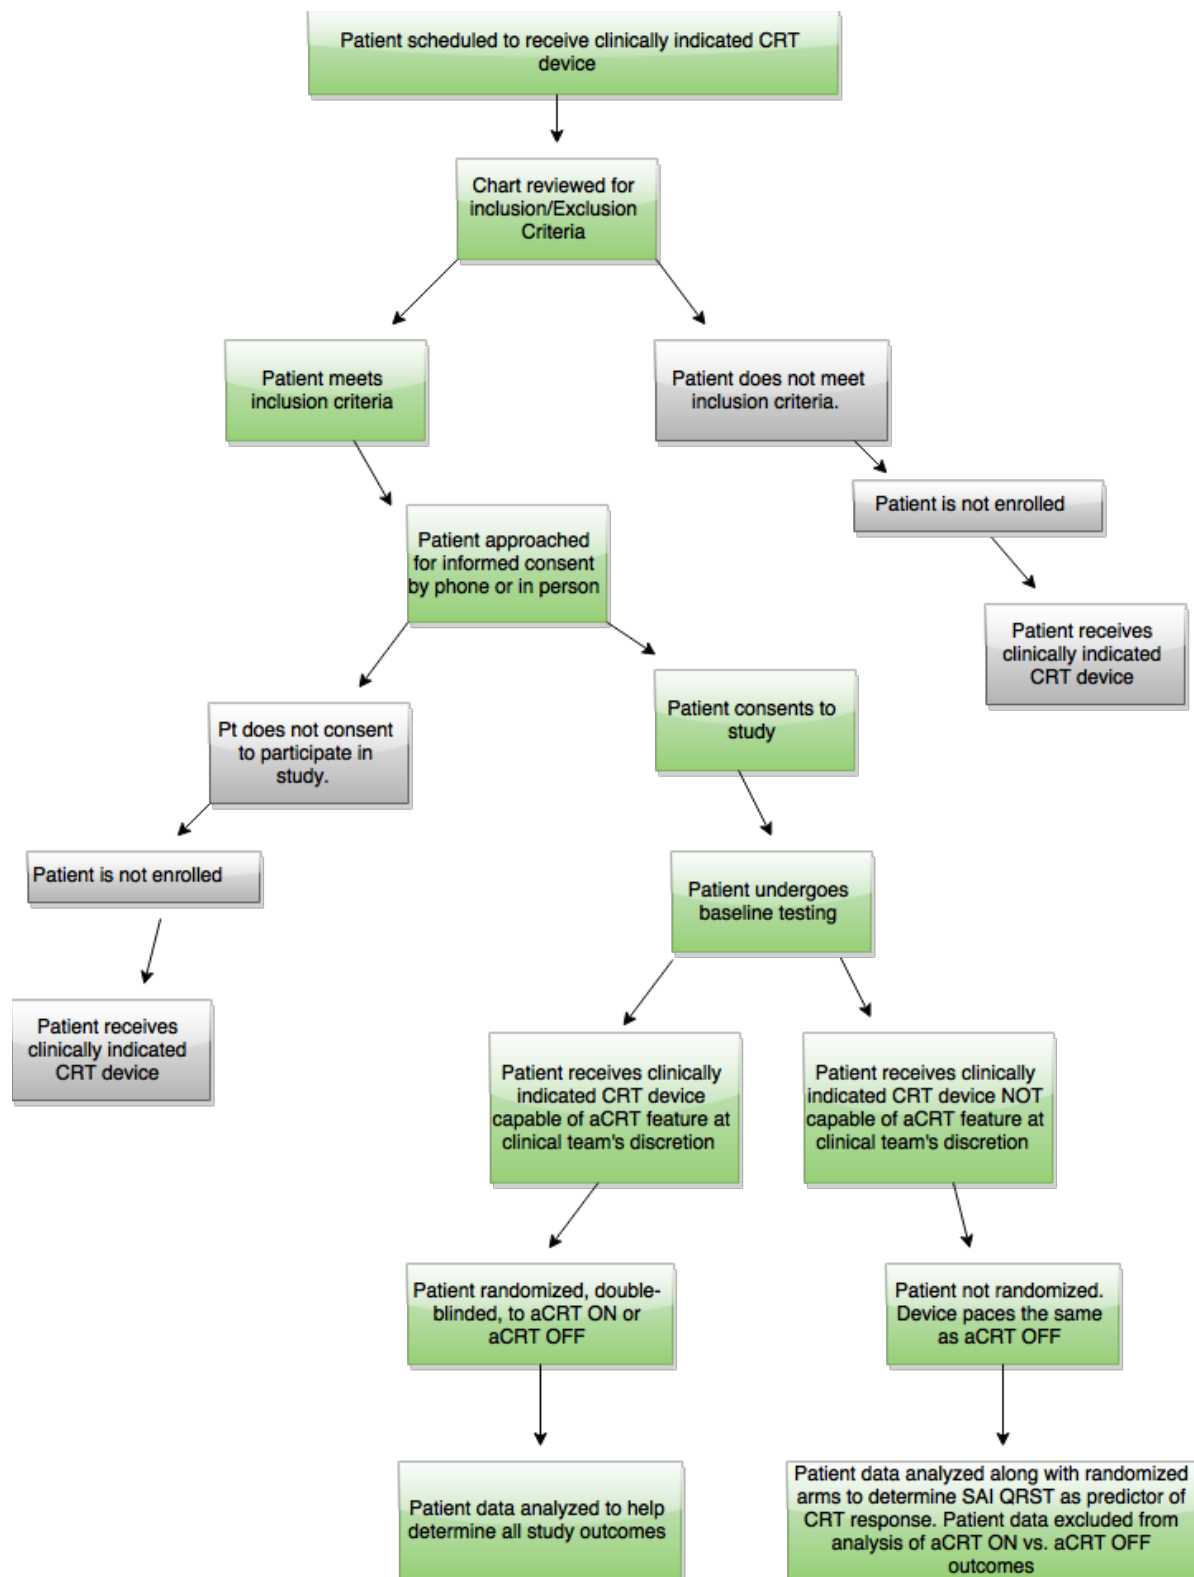 Patient scheduled to receive clinically indicated CRT
device
Chart reviewed for
inclusion/Exclusion
Criteria
Patient meets
inclusion criteria
Patient does not meet
inclusion criteria.
Patient is not enrolled
Patient approached
for informed consent
by phone or in person
Patient receives
clinically indicated
CRT device
Pt does not consent
to participate in
study.
Patient consents to
study
Patient is not enrolled
Patient undergoes
baseline testing
Patient receives
clinically indicated
CRT device
Patient receives clinically
indicated CRT device
capable of aCRT feature at
clinical team's discretion
Patient receives clinically
indicated CRT device NOT
capable of aCRT feature at
clinical team's discretion
Patient randomized, double-
blinded, to aCRT ON or
aCRT OFF
Patient not randomized.
Device paces the same
as aCRT OFF
Patient data analyzed to help
determine all study outcomes
Patient data analyzed along with randomized
arms to determine SAI QRST as predictor of
CRT response. Patient data excluded from
analysis of aCRT ON vs. aCRT OFF
outcomes